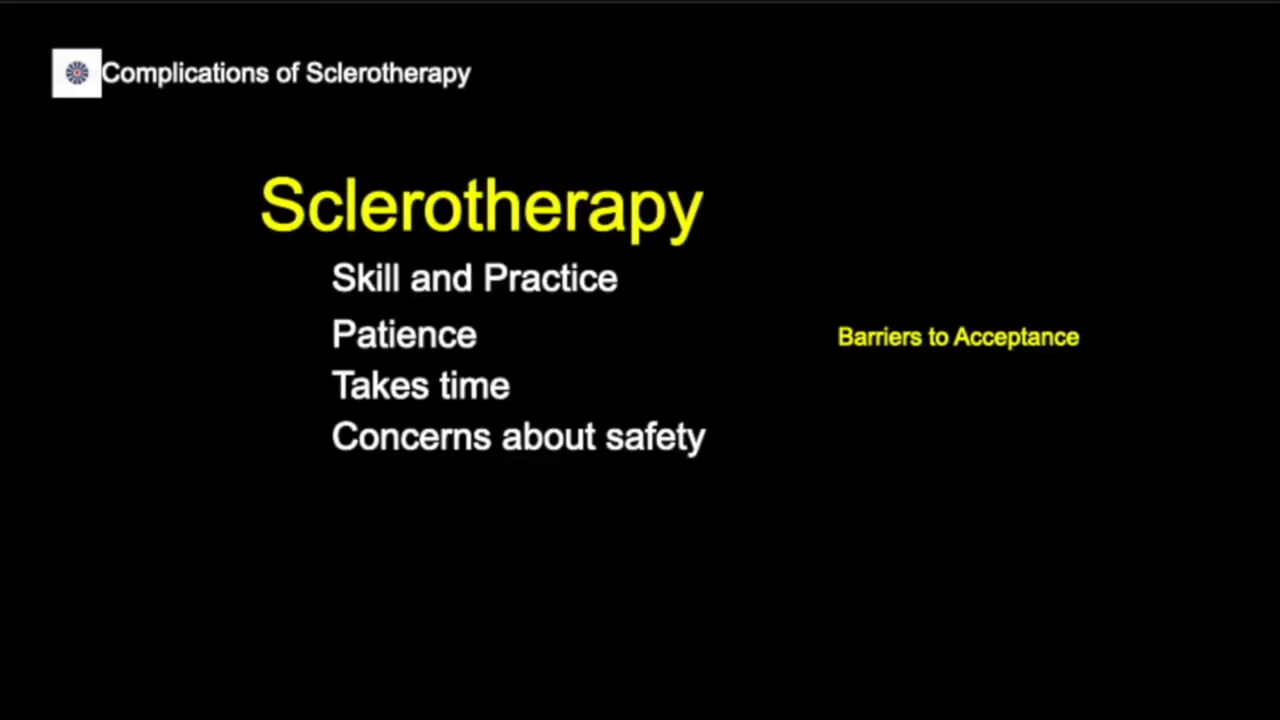 Complications of Sclerotherapy
Sclerotherapy
Skill and Practice
Patience
Takes time
Concerns about safety
Barriers to Acceptance